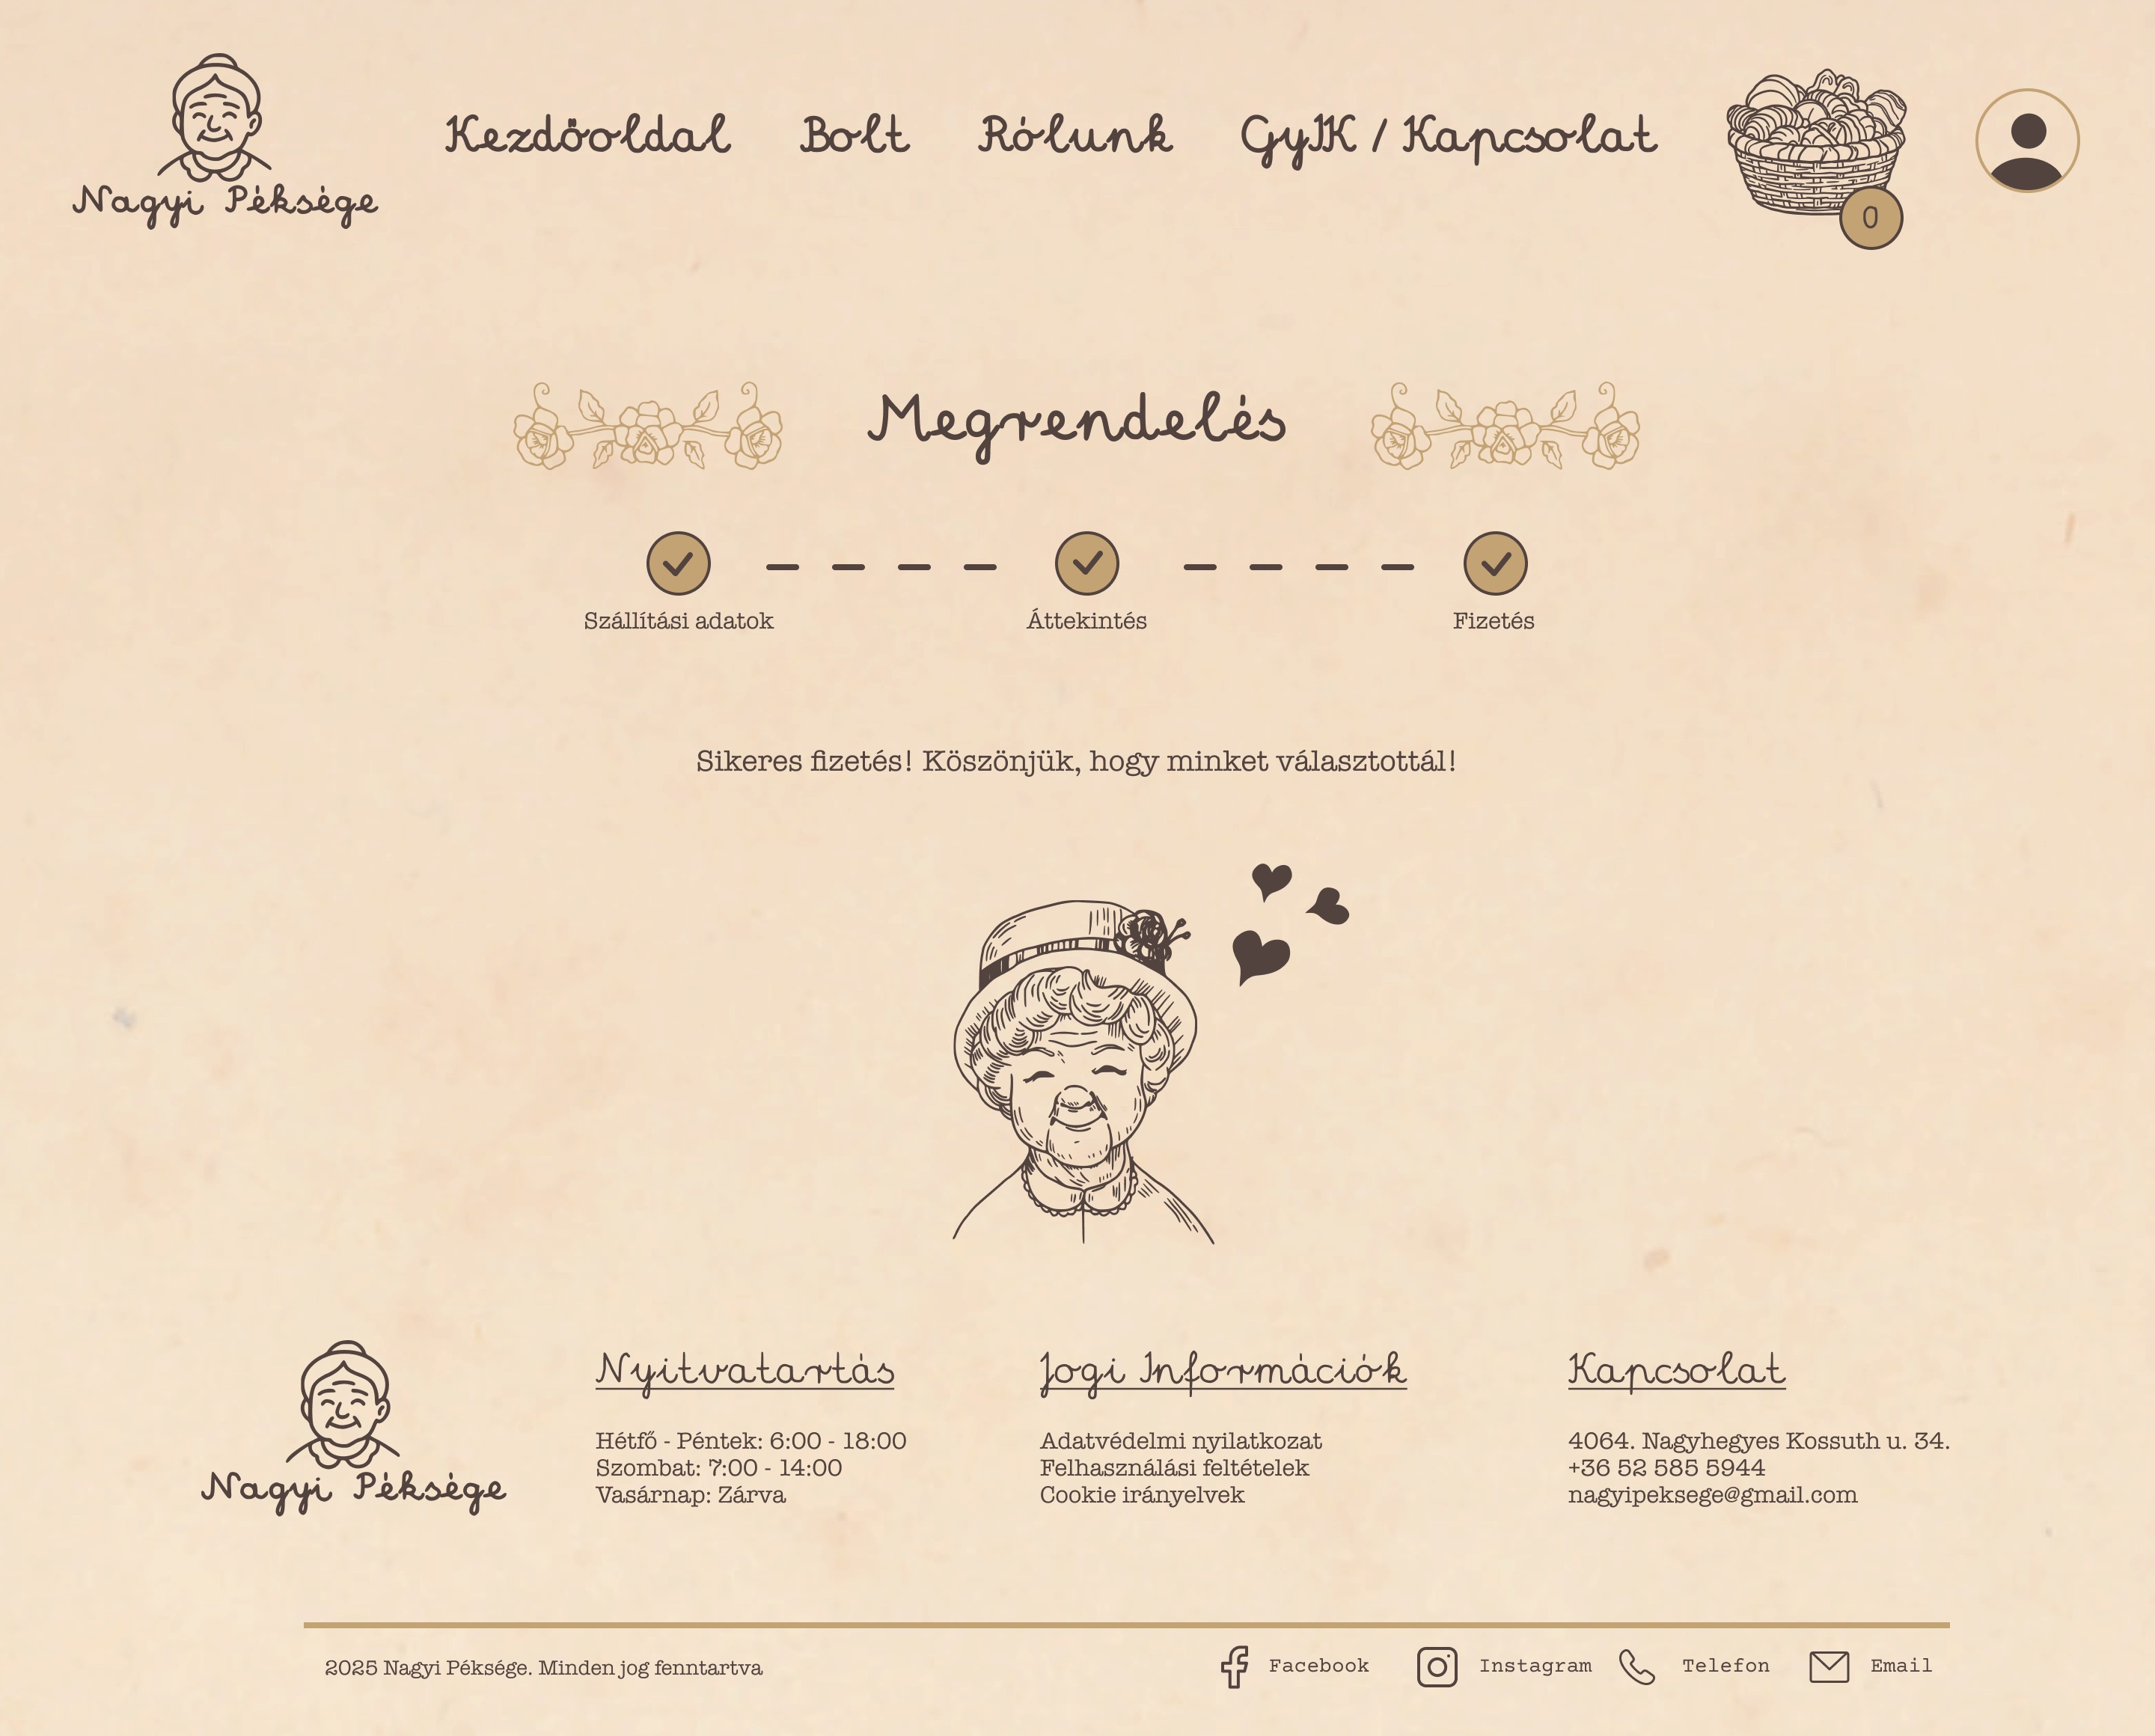 Nagyi Péksége
Kezdőoldal Bolt Rólunk GyIK / Kapcsolat
0
Megrendelés
Szállítási adatok Áttekintés Fizetés
Sikeres fizetés! Köszönjük, hogy minket választottál!
Nagyi Péksége
Nyitvatartás
Hétfő - Péntek: 6:00 - 18:00
Szombat: 7:00 - 14:00
Vasárnap: Zárva
Jogi Információk
Adatvédelmi nyilatkozat
Felhasználási feltételek
Cookie irányelvek
Kapcsolat
4064. Nagyhegyes Kossuth u. 34.
+36 52 585 5944
nagyipeksege@gmail.com
2025 Nagyi Péksége. Minden jog fenntartva
Facebook Instagram Telefon Email